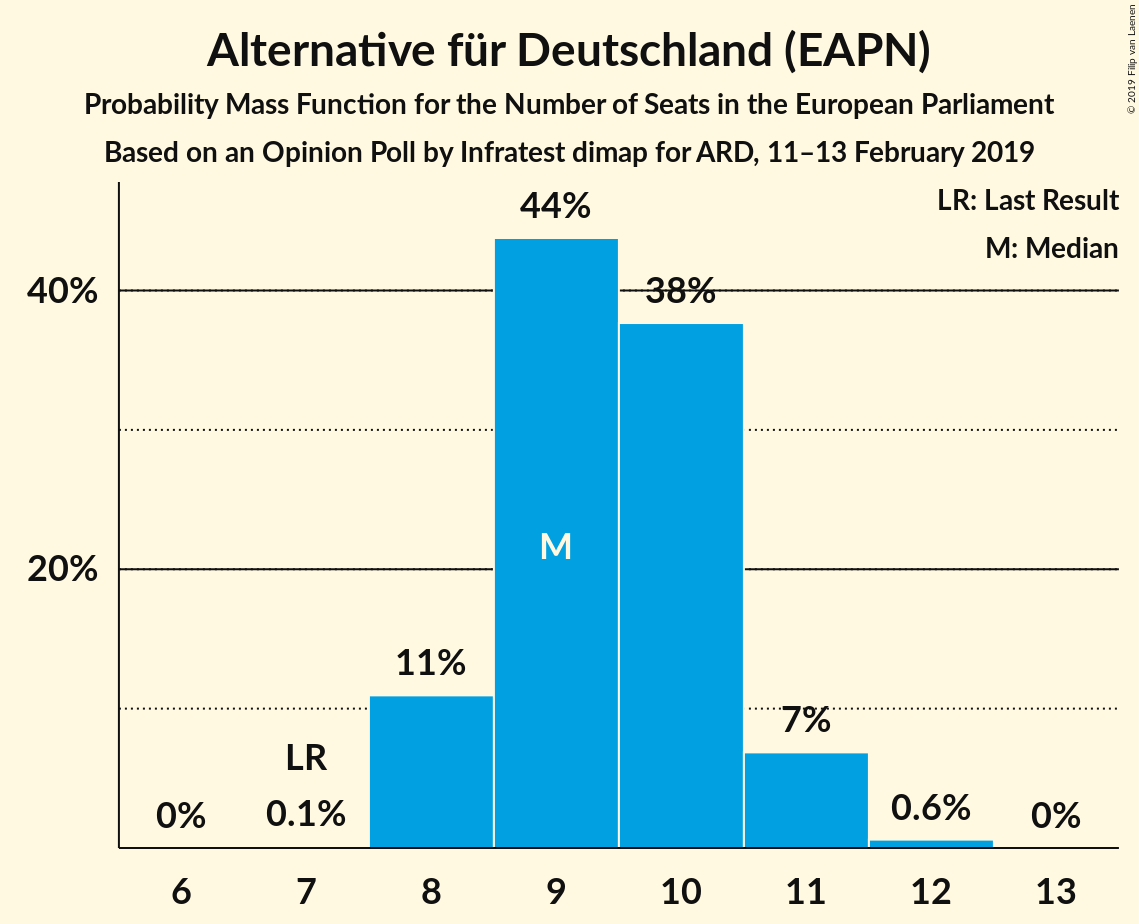 Alternative für Deutschland (EAPN)
Probability Mass Function for the Number of Seats in the European Parliament
Based on an Opinion Poll by Infratest dimap for ARD, 11–13 February 2019
© 2019 Filip van Laenen
LR: Last Result
M: Median
44%
40%
38%
M
20%
11%
7%
LR
0%
0.1%
0.6%
0%
6 7 8 9 10 11 12 13